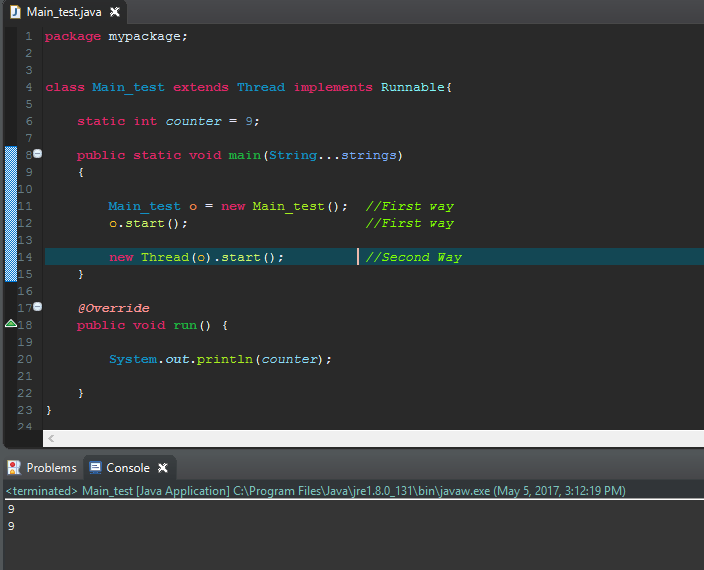 Main_test.java
1 package mypackage;
2
3
4 class Main_test extends Thread implements Runnable{
5
6 static int counter = 9;
7
8 public static void main(String...strings)
9 {
10
11 Main_test o = new Main_test(); //First way
12 o.start(); //First way
13
14 new Thread(o).start(); //Second Way
15 }
16
17 @Override
18 public void run() {
19
20 System.out.println(counter);
21
22 }
23 }
24
Problems Console
<terminated> Main_test [Java Application] C:\Program Files\Java\jre1.8.0_131\bin\javaw.exe (May 5, 2017, 3:12:19 PM)
9
9